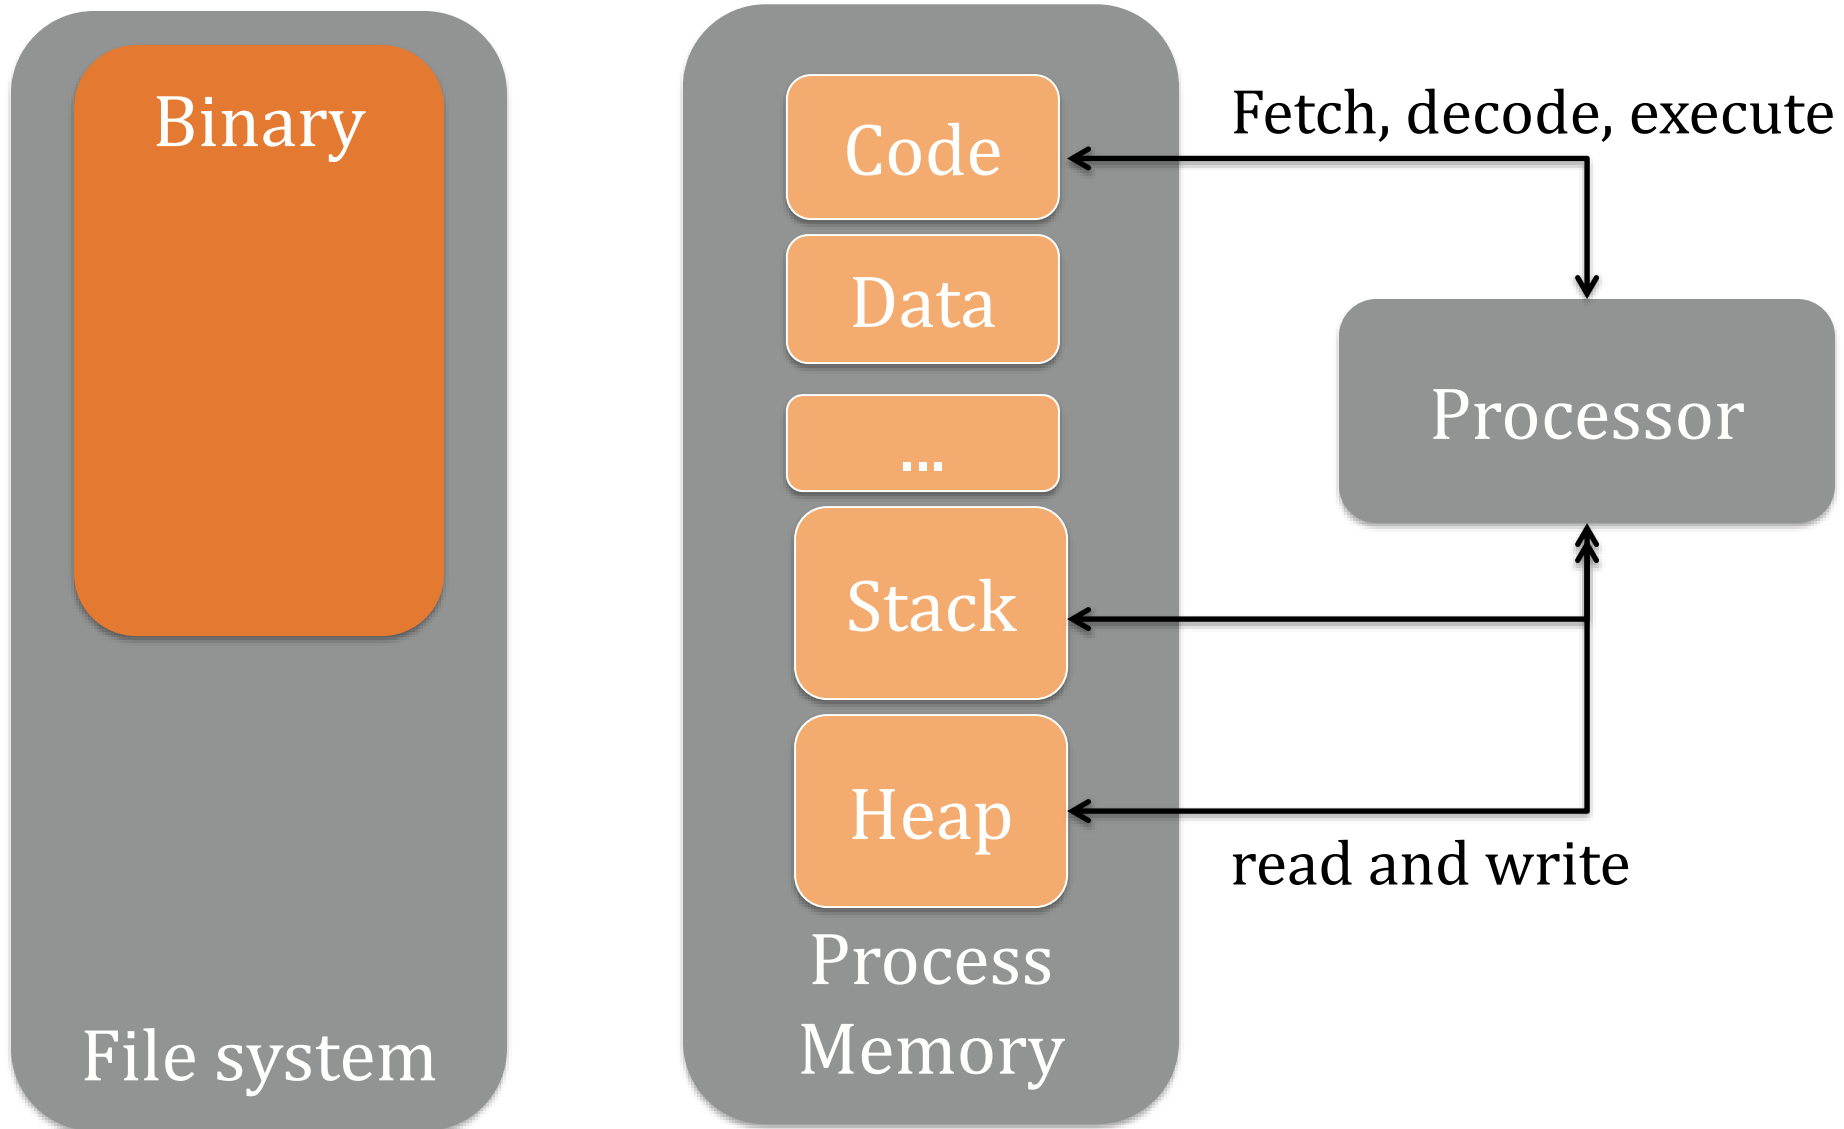 Binary
File system
Code
Data
...
Stack
Heap
Process
Memory
Fetch, decode, execute
Processor
read and write